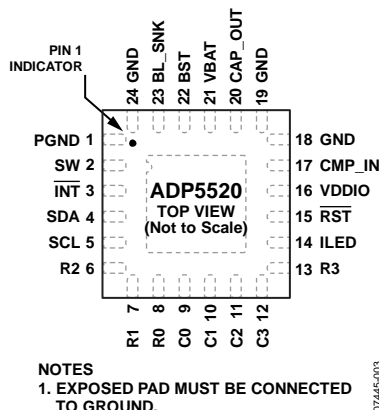 PIN 1
INDICATOR
24 GND
23 BL_SNK
22 BST
21 VBAT
20 CAP_OUT
19 GND
PGND 1
SW 2
INT 3
SDA 4
SCL 5
R2 6
ADP5520
TOP VIEW
(Not to Scale)
18 GND
17 CMP_IN
16 VDDIO
15 RST
14 ILED
13 R3
R1 7
R0 8
C0 9
C1 10
C2 11
C3 12
NOTES
1. EXPOSED PAD MUST BE CONNECTED
TO GROUND.
07445-003